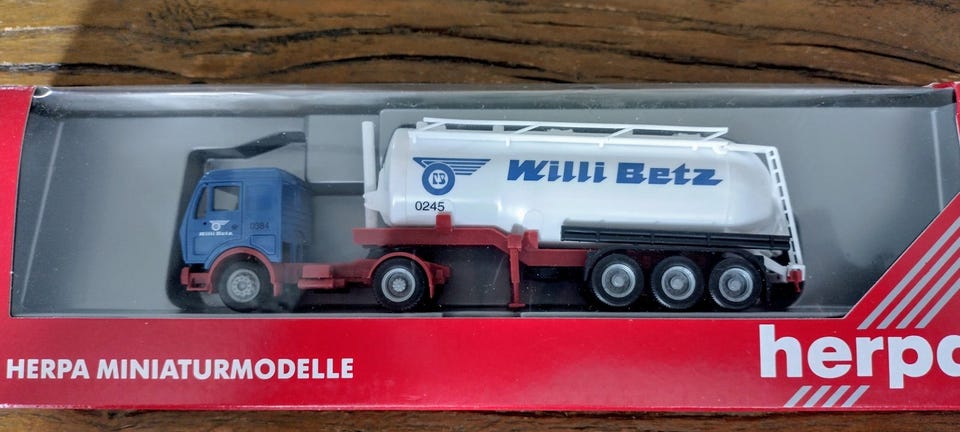 Willi Betz
0245
0384
Willi Betz
HERPA MINIATURMODELLE
herpa